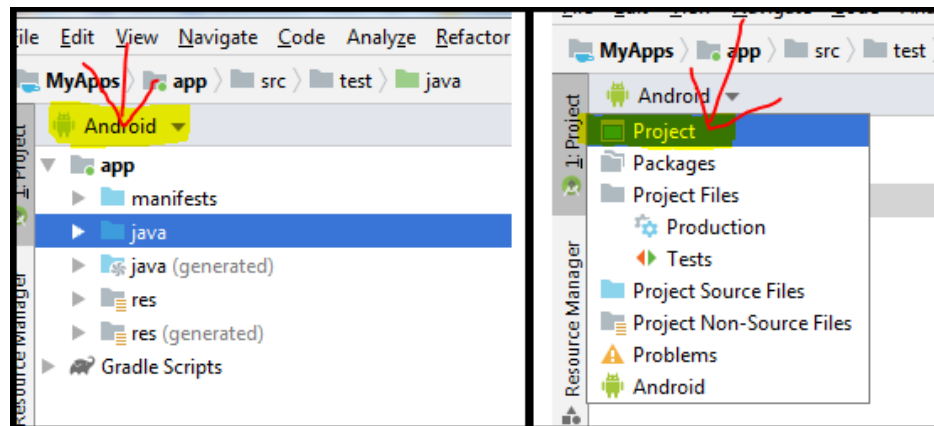 ile Edit View Navigate Code Analyze Refactor
MyApps app src test java
Android
1: Project
app
manifests
java
java (generated)
res
res (generated)
Gradle Scripts
Resource Manager
MyApps app src test
Android
1: Project
Project
Packages
Project Files
Production
Tests
Project Source Files
Project Non-Source Files
Problems
Android
Resource Manager